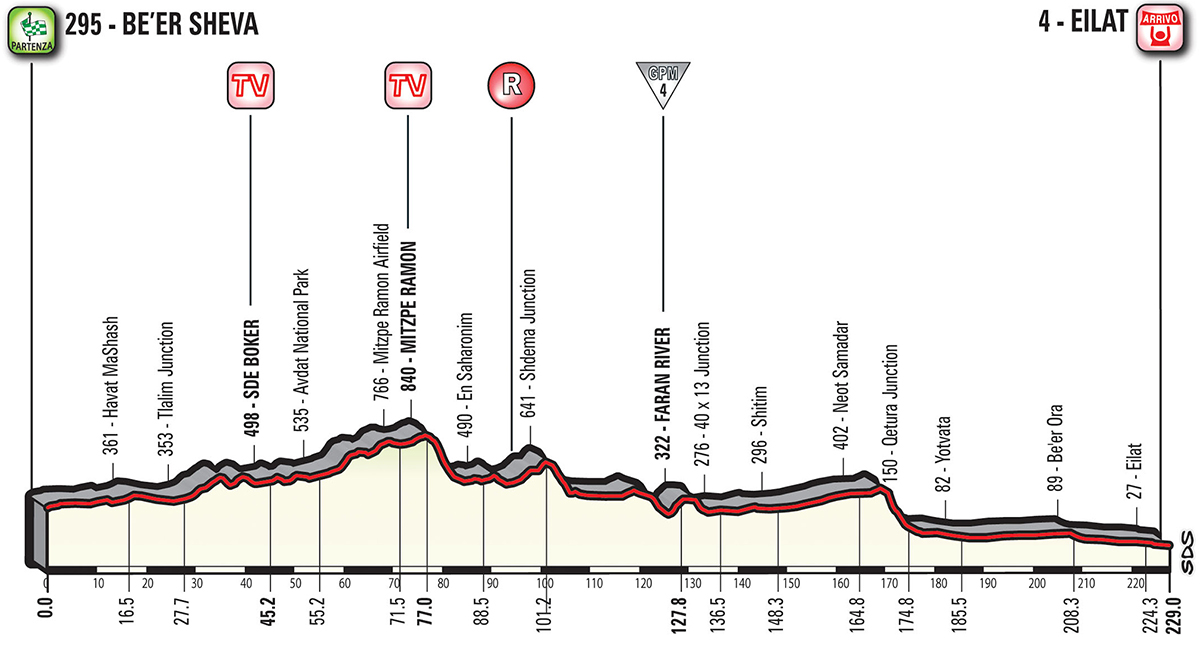 295 - BE'ER SHEVA
PARTENZA
4 - EILAT
ARRIVO
TV
TV
R
GPM
4
361 - Havat MaShash
353 - Tlalim Junction
498 - SDE BOKER
535 - Avdat National Park
766 - Mitzpe Ramon Airfield
840 - MITZPE RAMON
490 - En Saharonim
641 - Shdema Junction
322 - FARAN RIVER
276 - 40 x 13 Junction
296 - Shitim
402 - Neot Samadar
150 - Qetura Junction
82 - Yotvata
89 - Be'er Ora
27 - Eilat
0 10 20 30 40 50 60 70 80 90 100 110 120 130 140 150 160 170 180 190 200 210 220
0.0 16.5 27.7 45.2 55.2 71.5 77.0 88.5 101.2 127.8 136.5 148.3 164.8 174.8 185.5 208.3 224.3 229.0
SDS